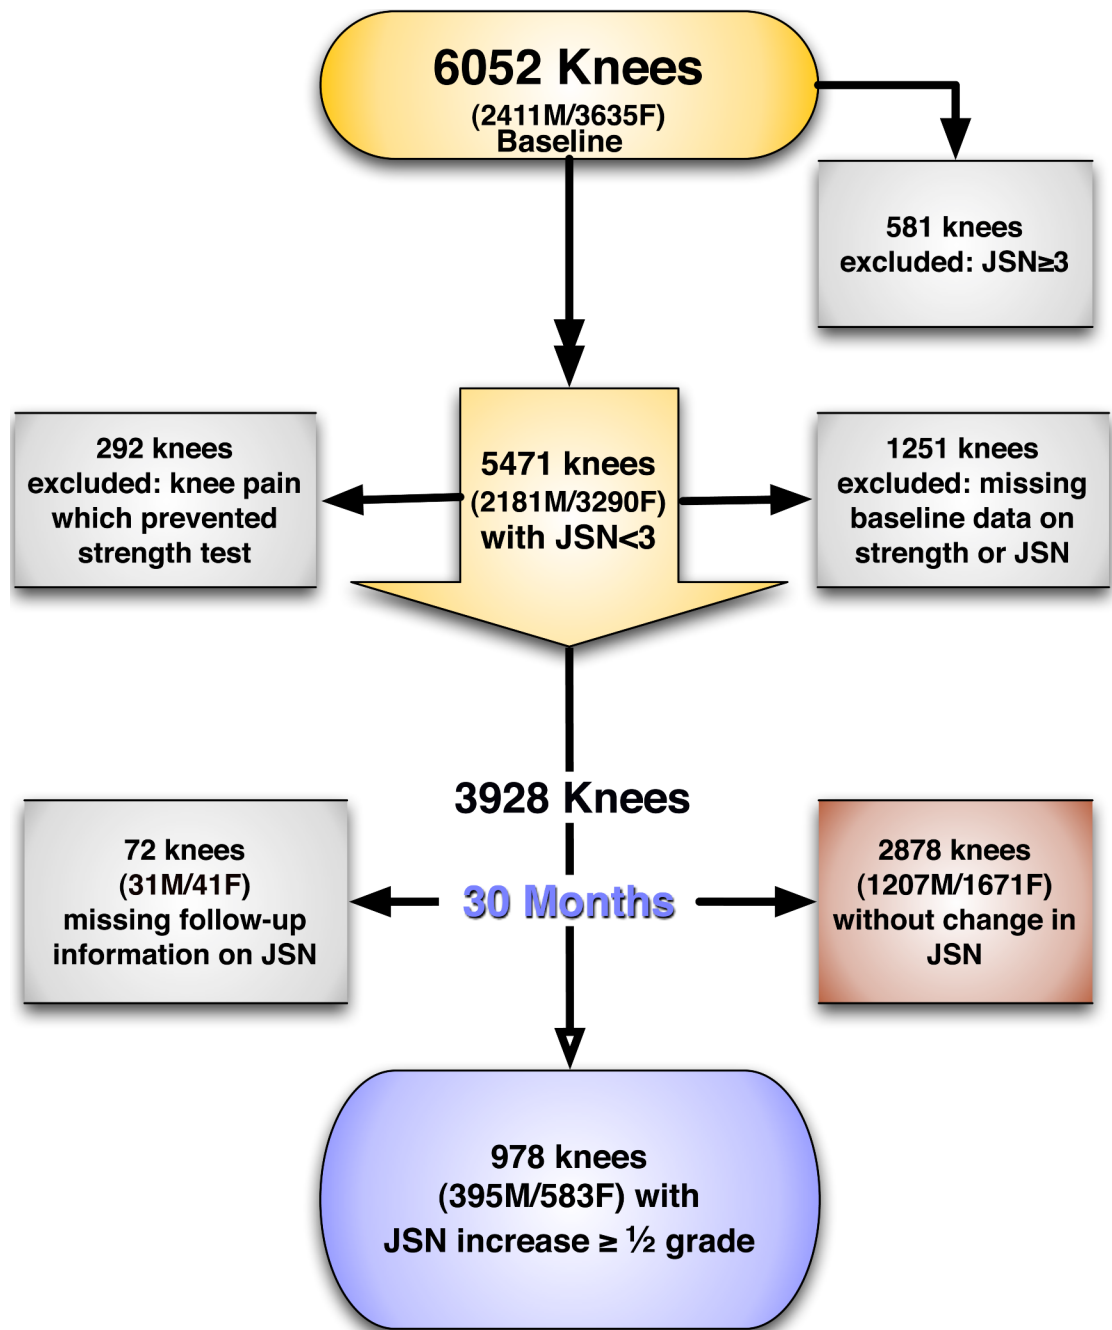 6052 Knees
(2411M/3635F)
Baseline
581 knees
excluded: JSN≥3
292 knees
excluded: knee pain
which prevented
strength test
5471 knees
(2181M/3290F)
with JSN<3
1251 knees
excluded: missing
baseline data on
strength or JSN
3928 Knees
72 knees
(31M/41F)
missing follow-up
information on JSN
30 Months
2878 knees
(1207M/1671F)
without change in
JSN
978 knees
(395M/583F) with
JSN increase ≥ ½ grade